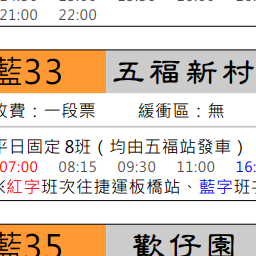 21:00 22:00
藍33 五福新村
收費：一段票 緩衝區：無
平日固定 8班（均由五福站發車）
07:00 08:15 09:30 11:00
※紅字班次往捷運板橋站、藍字班
藍35 歡仔園